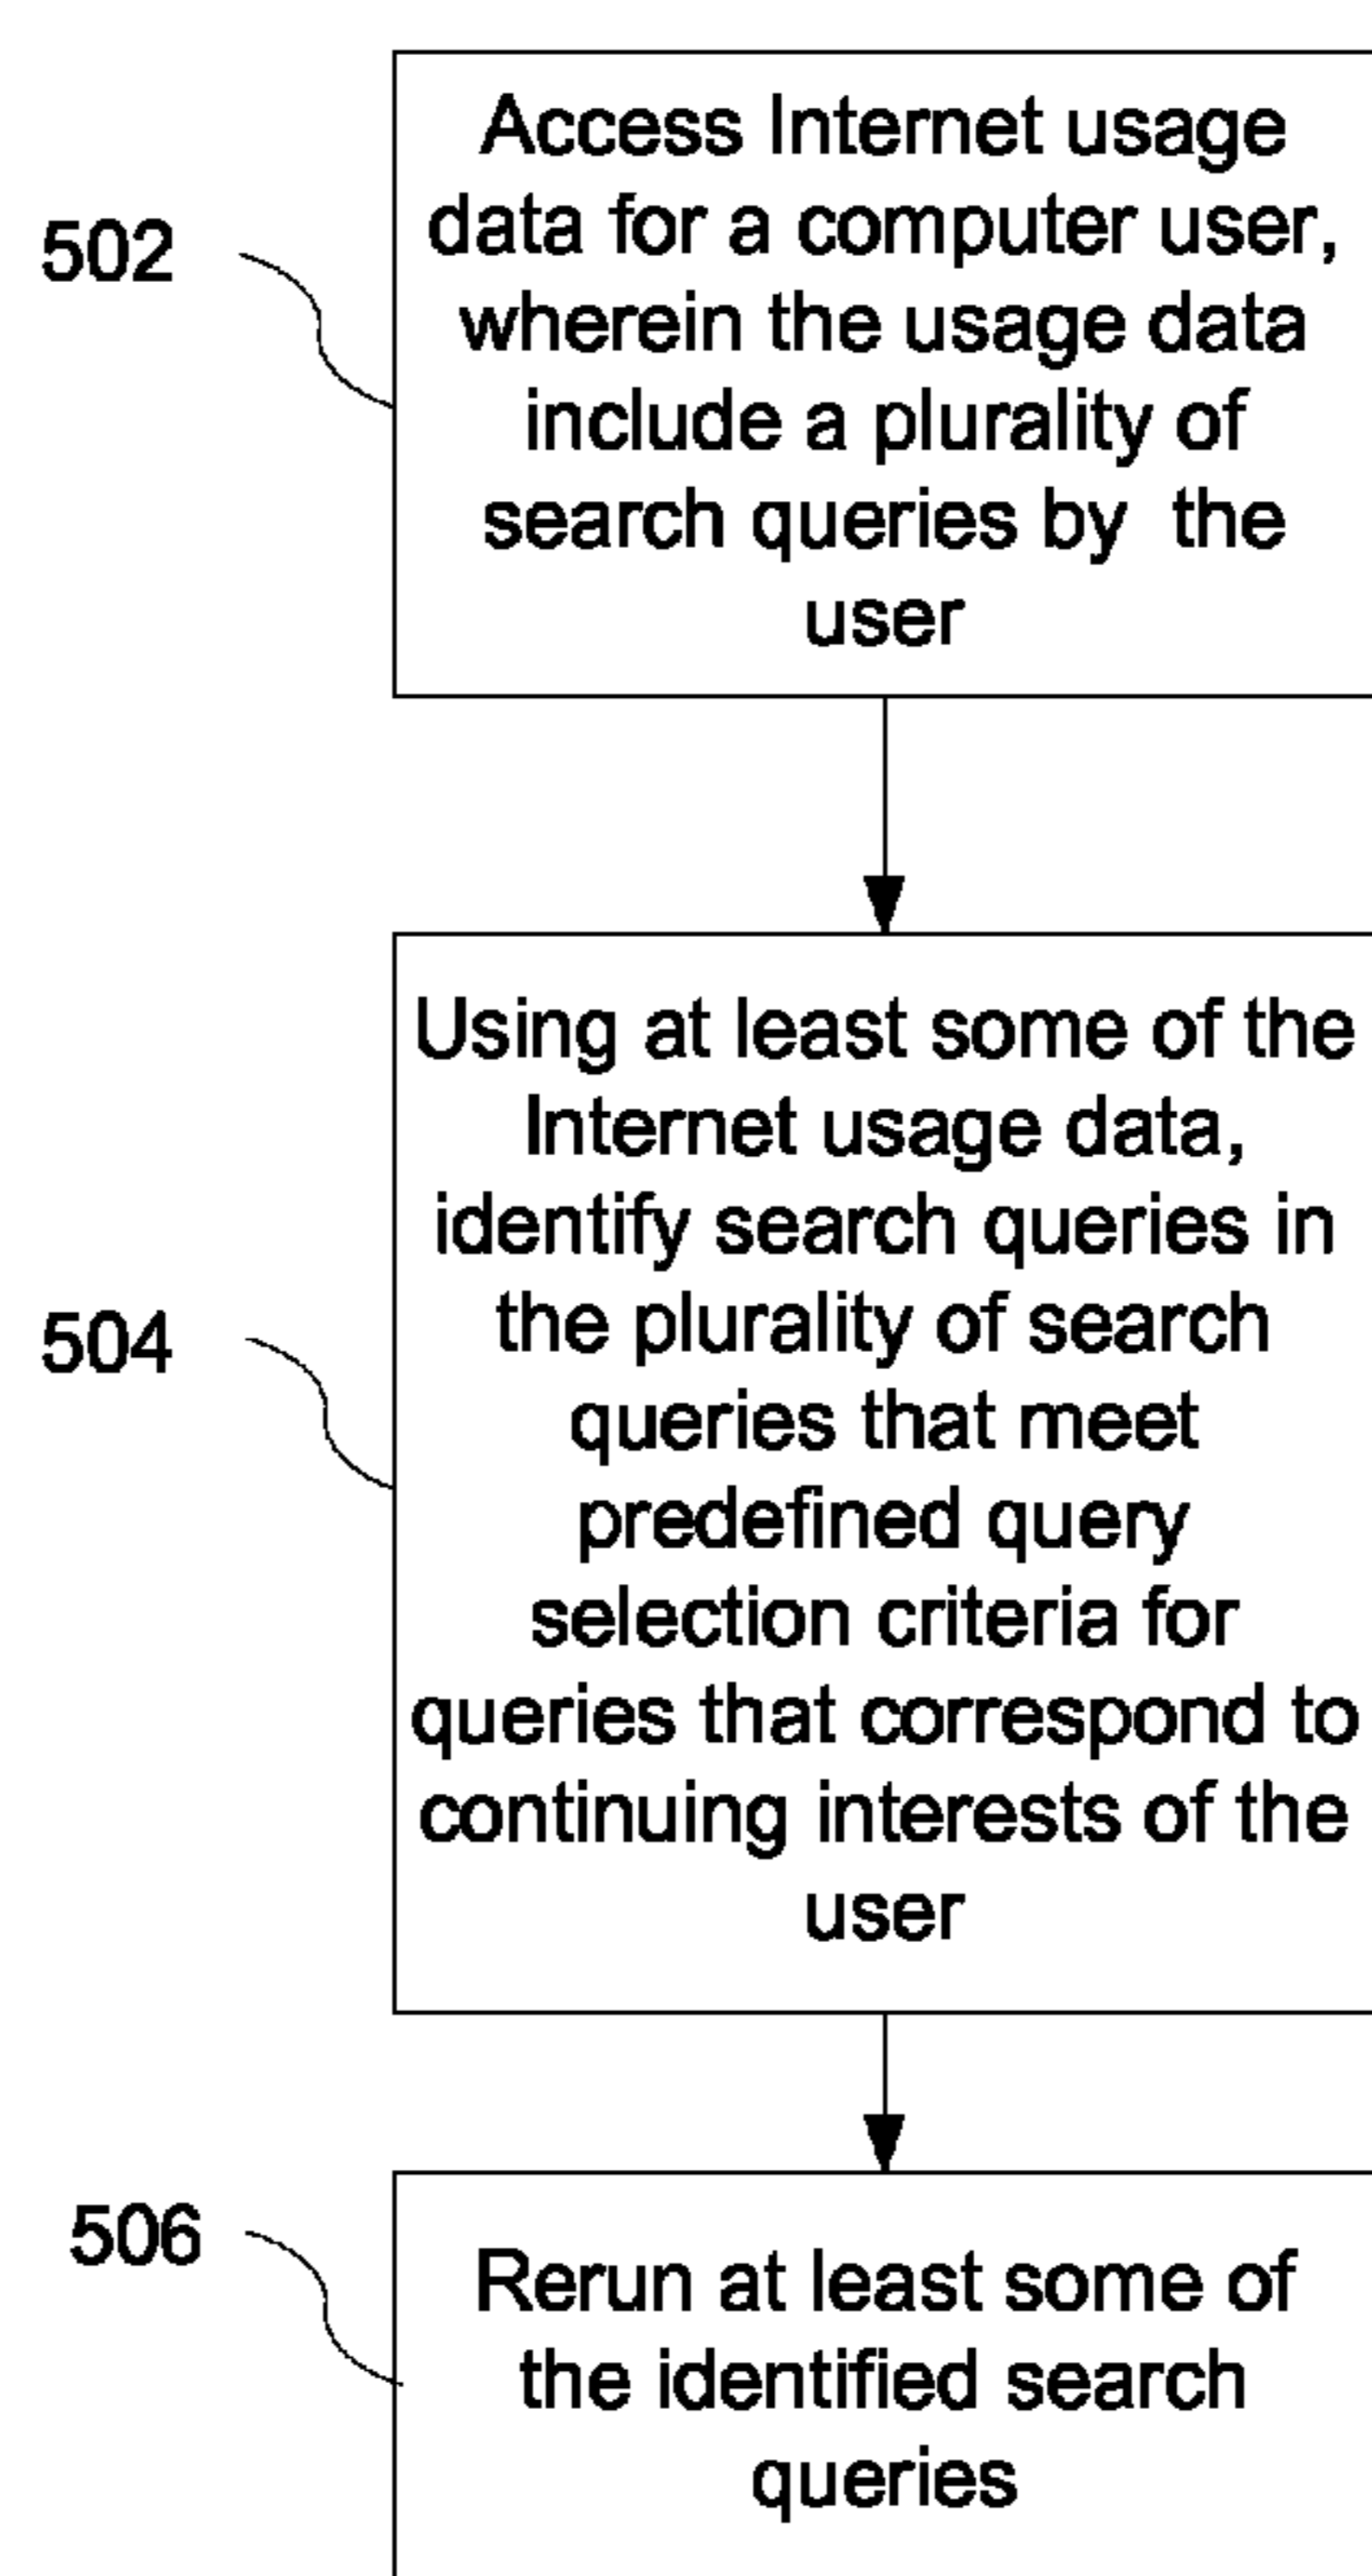 Access Internet usage
data for a computer user,
502
wherein the usage data
include a plurality of
search queries by the
user
Using at least some of the
Internet usage data,
identify search queries in
504
the plurality of search
queries that meet
predefined query
selection criteria for
queries that correspond to
continuing interests of the
user
506
Rerun at least some of
the identified search
queries